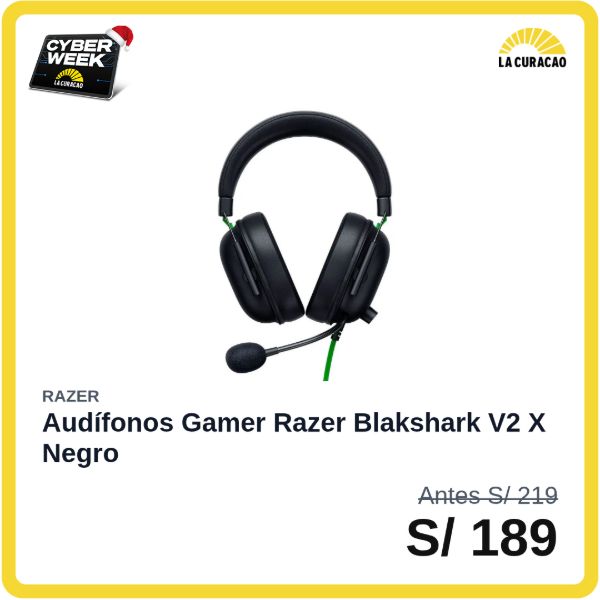 CYBER
WEEK
LA CURACAO
LA CURACAO
RAZER
Audífonos Gamer Razer Blakshark V2 X
Negro
Antes S/ 219
S/ 189